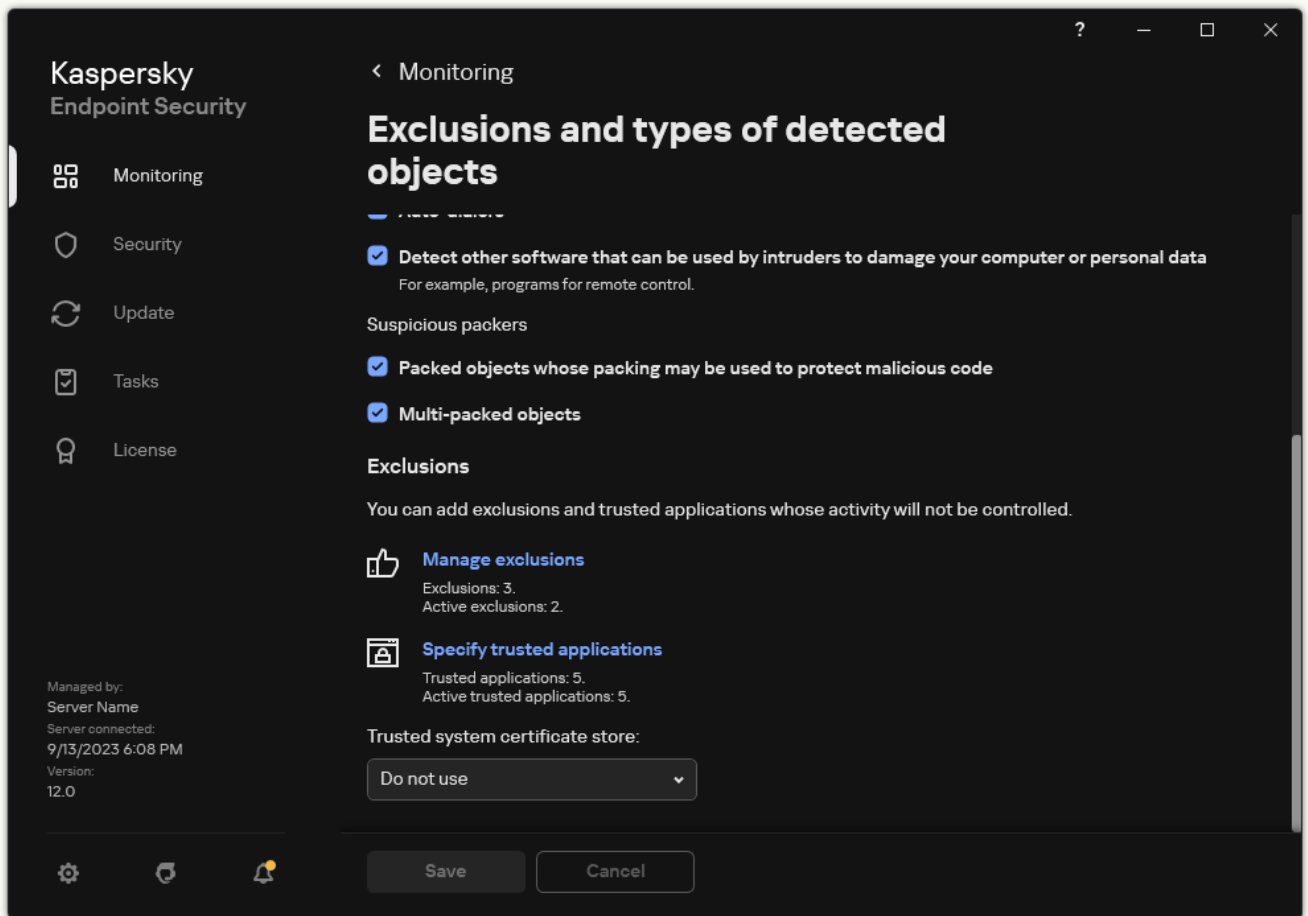 ?
Kaspersky
Endpoint Security
Monitoring
Security
Update
Tasks
License
Managed by:
Server Name
Server connected:
9/13/2023 6:08 PM
Version:
12.0
Monitoring
Exclusions and types of detected
objects
Detect other software that can be used by intruders to damage your computer or personal data
For example, programs for remote control.
Suspicious packers
Packed objects whose packing may be used to protect malicious code
Multi-packed objects
Exclusions
You can add exclusions and trusted applications whose activity will not be controlled.
Manage exclusions
Exclusions: 3.
Active exclusions: 2.
Specify trusted applications
Trusted applications: 5.
Active trusted applications: 5.
Trusted system certificate store:
Do not use
Save
Cancel